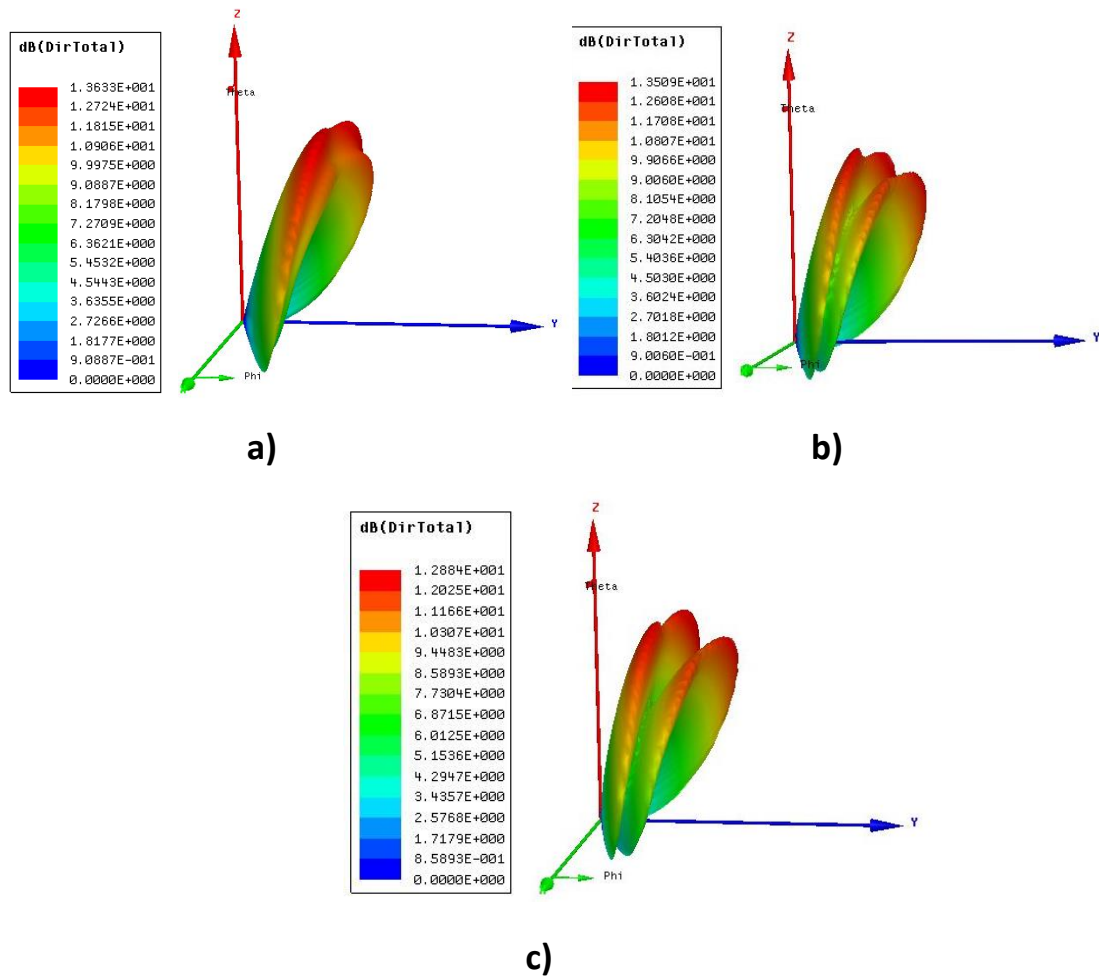 dB(DirTotal)
1.3633E+001
1.2724E+001
1.1815E+001
1.0906E+001
9.9975E+000
9.0887E+000
8.1798E+000
7.2709E+000
6.3621E+000
5.4532E+000
4.5443E+000
3.6355E+000
2.7266E+000
1.8177E+000
9.0887E-001
0.0000E+000
Z
Theta
Y
Phi
a)
dB(DirTotal)
1.3509E+001
1.2608E+001
1.1708E+001
1.0807E+001
9.9066E+000
9.0060E+000
8.1054E+000
7.2048E+000
6.3042E+000
5.4036E+000
4.5030E+000
3.6024E+000
2.7018E+000
1.8012E+000
9.0060E-001
0.0000E+000
Z
Theta
Y
Phi
b)
dB(DirTotal)
1.2884E+001
1.2025E+001
1.1166E+001
1.0307E+001
9.4483E+000
8.5893E+000
7.7304E+000
6.8715E+000
6.0125E+000
5.1536E+000
4.2947E+000
3.4357E+000
2.5768E+000
1.7179E+000
8.5893E-001
0.0000E+000
Z
Theta
Y
Phi
c)